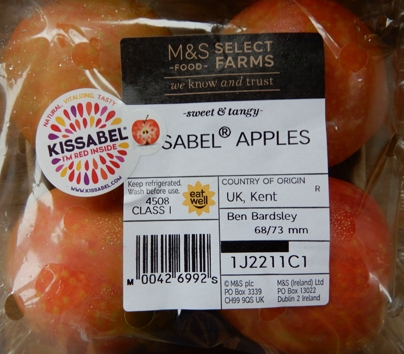 M&S SELECT
-FOOD- FARMS
we know and trust
-sweet & tangy-
SABEL® APPLES
NATURAL, VITALIZING, TASTY
KISSABEL®
I'M RED INSIDE
WWW.KISSABEL.COM
Keep refrigerated.
Wash before use.
4508
CLASS I
eat
well
COUNTRY OF ORIGIN
UK, Kent R
Ben Bardsley
68/73 mm
1J2211C1
M 0042 6992 S
© M&S plc
PO Box 3339
CH99 9QS UK
M&S (Ireland) Ltd
PO Box 13022
Dublin 2 Ireland